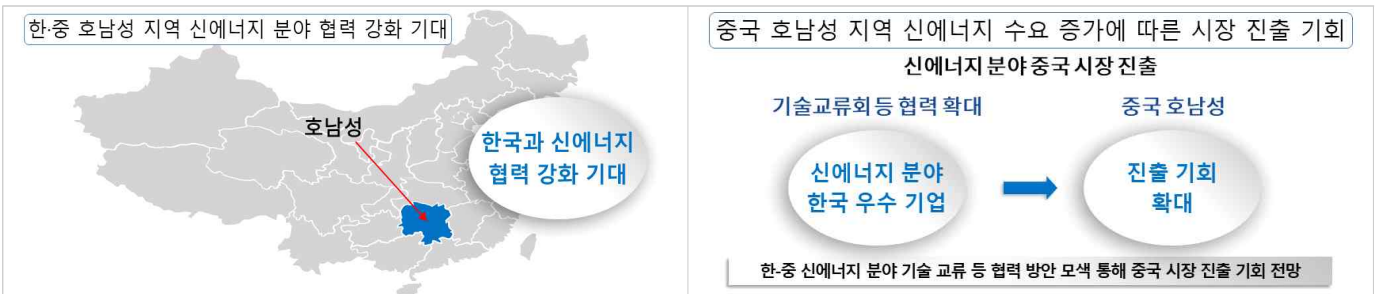 한·중 호남성 지역 신에너지 분야 협력 강화 기대
호남성
한국과 신에너지
협력 강화 기대
중국 호남성 지역 신에너지 수요 증가에 따른 시장 진출 기회
신에너지 분야 중국 시장 진출
기술교류회 등 협력 확대
중국 호남성
신에너지 분야
한국 우수 기업
진출 기회
확대
한-중 신에너지 분야 기술 교류 등 협력 방안 모색 통해 중국 시장 진출 기회 전망